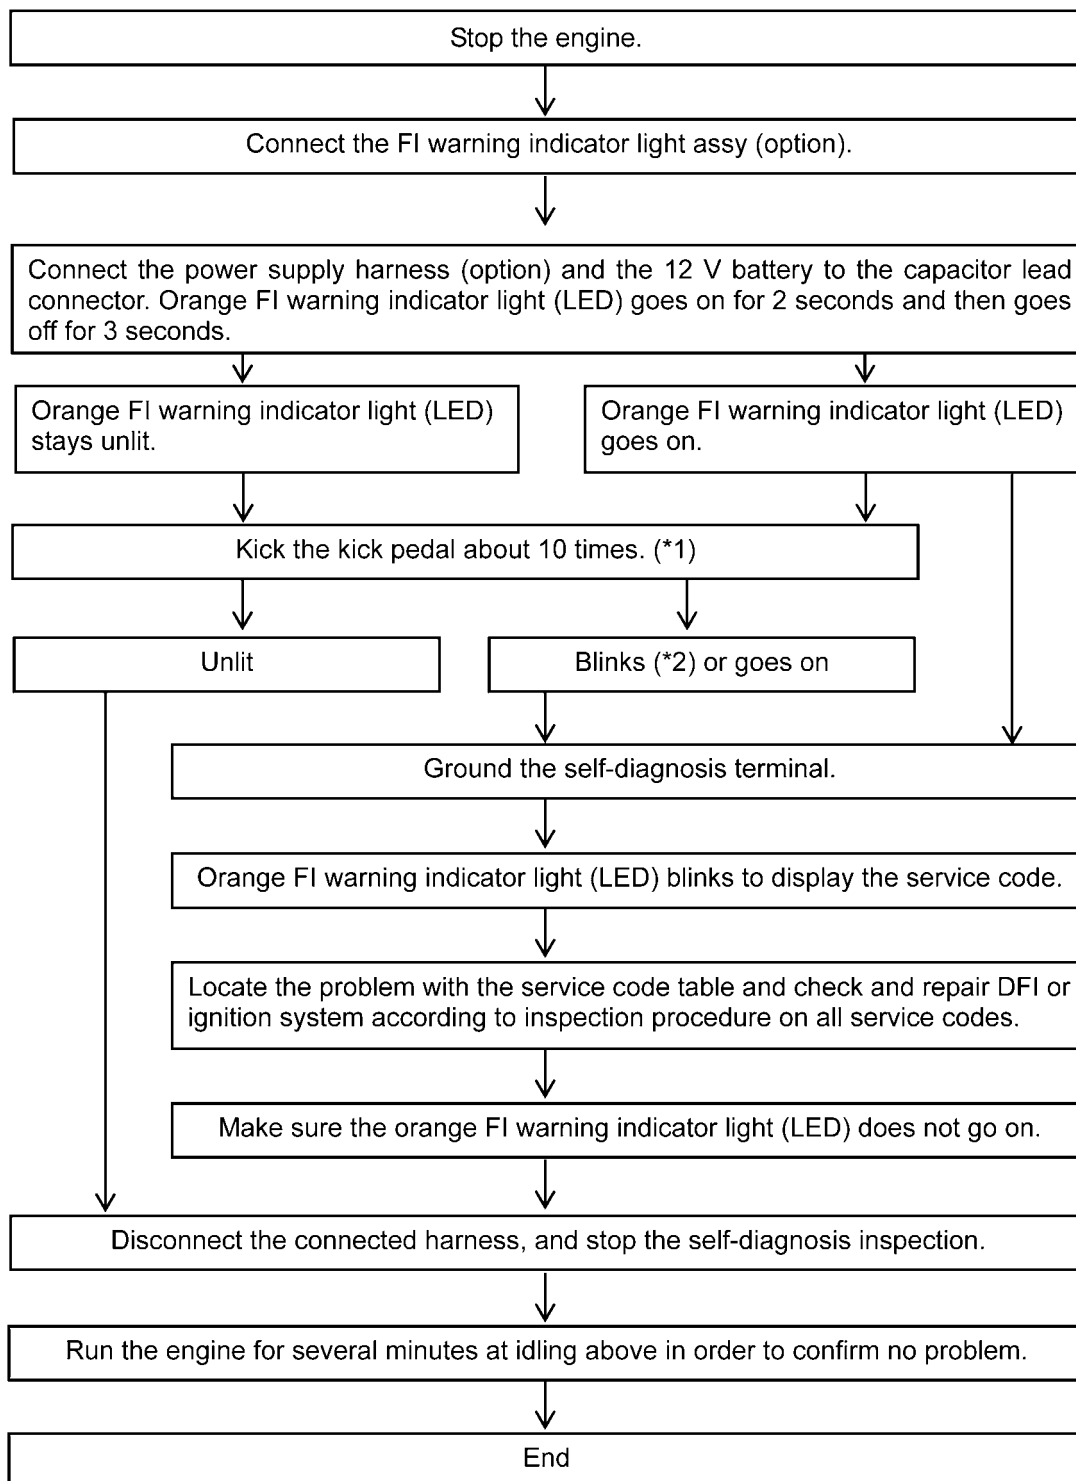 Stop the engine.
Connect the FI warning indicator light assy (option).
Connect the power supply harness (option) and the 12 V battery to the capacitor lead
connector. Orange FI warning indicator light (LED) goes on for 2 seconds and then goes
off for 3 seconds.
Orange FI warning indicator light (LED)
stays unlit.
Orange FI warning indicator light (LED)
goes on.
Kick the kick pedal about 10 times. (*1)
Unlit
Blinks (*2) or goes on
Ground the self-diagnosis terminal.
Orange FI warning indicator light (LED) blinks to display the service code.
Locate the problem with the service code table and check and repair DFI or
ignition system according to inspection procedure on all service codes.
Make sure the orange FI warning indicator light (LED) does not go on.
Disconnect the connected harness, and stop the self-diagnosis inspection.
Run the engine for several minutes at idling above in order to confirm no problem.
End